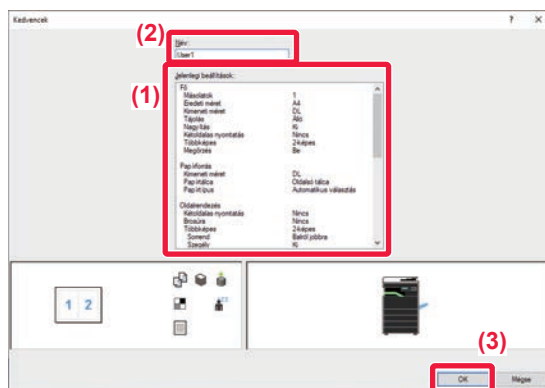 Kedvencek
(2)
Név:
User1
(1)
Jelenlegi beállítások:
Fő
Másolatok 1
Eredeti méret A4
Kimeneti méret DL
Tájolás Álló
Nagyítás Ki
Kétoldalas nyomtatás Nincs
Többképes 2-képes
Megőrzés Be
Papírforrás
Kimeneti méret DL
Papírtálca Oldalsó tálca
Papírtípus Automatikus választás
Oldalrendezés
Kétoldalas nyomtatás Nincs
Brosúra Nincs
Többképes 2-képes
Sorrend Balról jobbra
Szegély Ki
1 2
123
(3)
OK Mégse